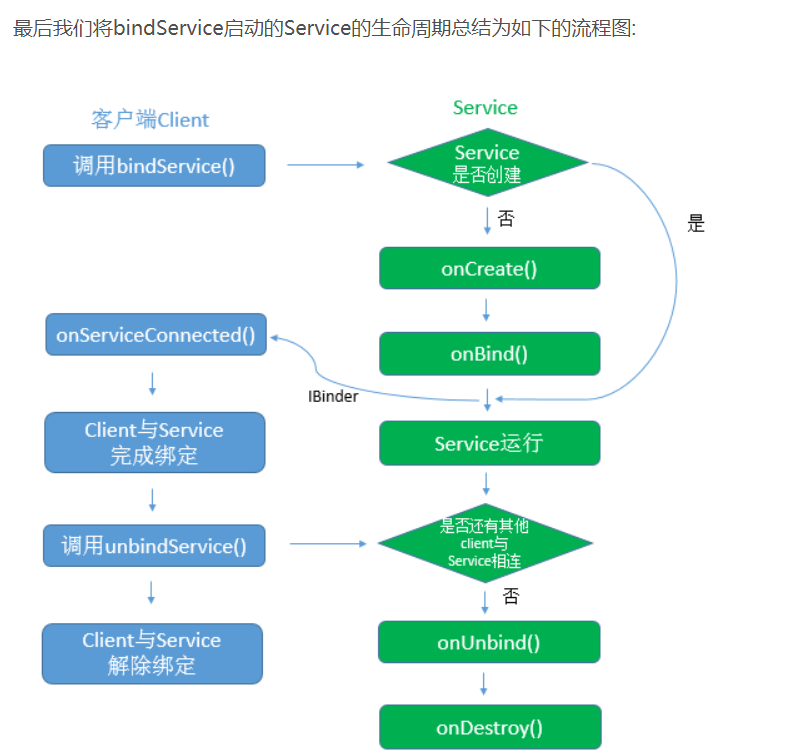 最后我们将bindService启动的Service的生命周期总结为如下的流程图:
客户端Client
Service
调用bindService()
Service
是否创建
否
是
onCreate()
onServiceConnected()
onBind()
IBinder
Client与Service
完成绑定
Service运行
调用unbindService()
是否还有其他
client与
Service相连
否
Client与Service
解除绑定
onUnbind()
onDestroy()